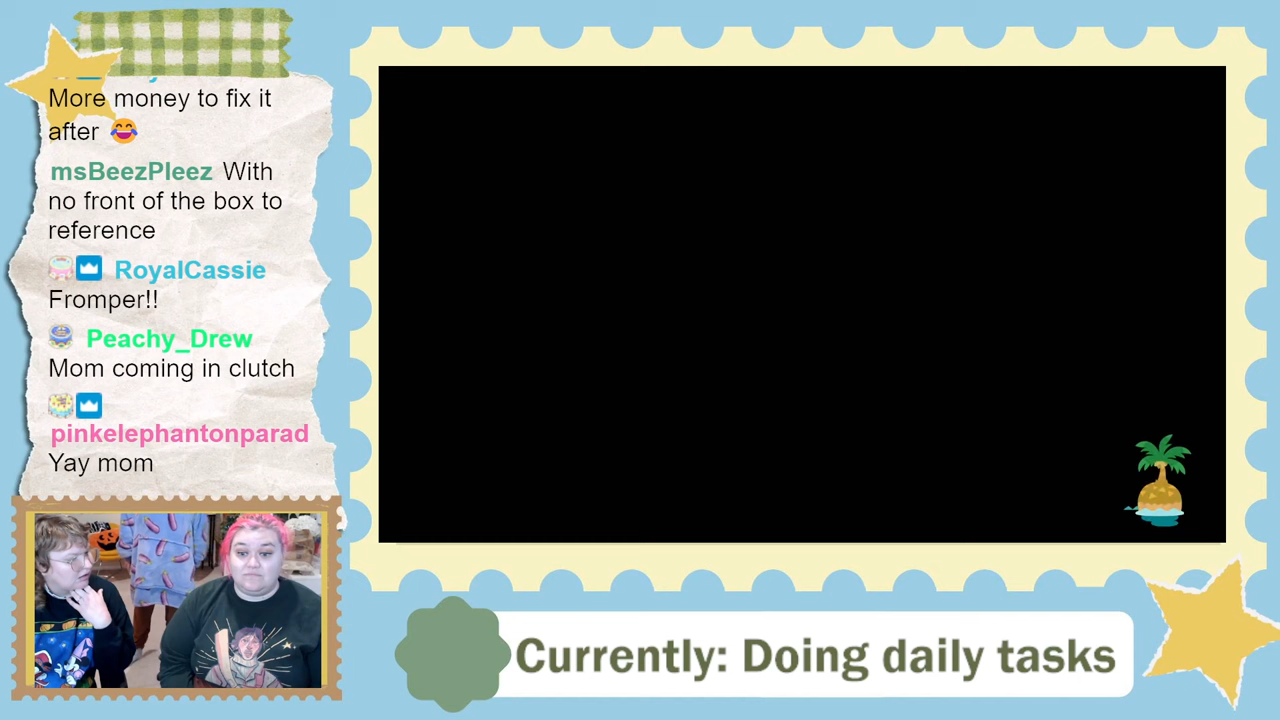 More money to fix it
after 😂
msBeezPleez With
no front of the box to
reference
RoyalCassie
Fromper!!
Peachy_Drew
Mom coming in clutch
pinkelephantonparad
Yay mom
Currently: Doing daily tasks